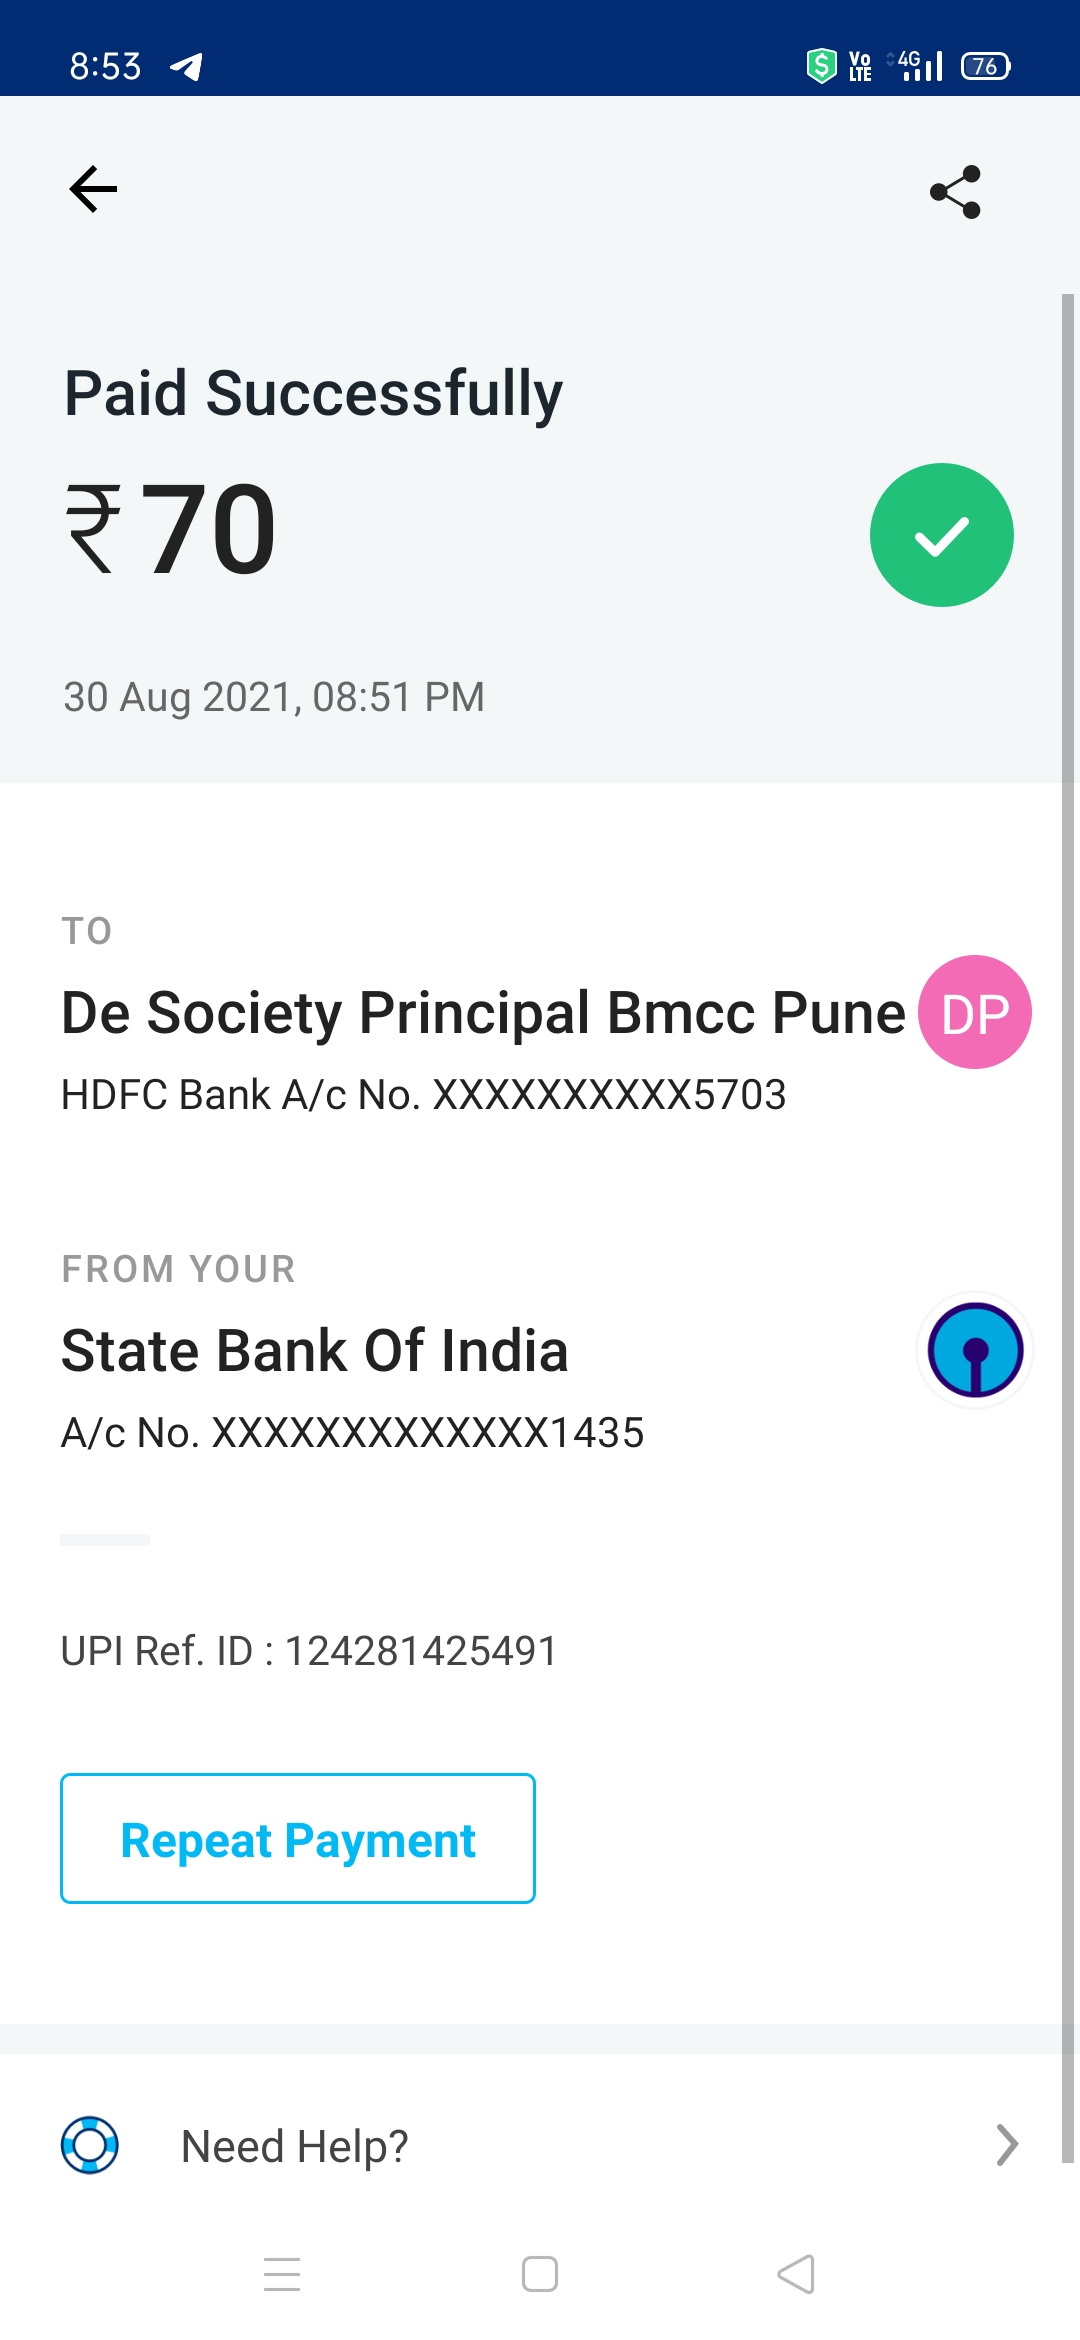 8:53
Vo LTE 4G 76
Paid Successfully
₹70
30 Aug 2021, 08:51 PM
TO
De Society Principal Bmcc Pune DP
HDFC Bank A/c No. XXXXXXXXXX5703
FROM YOUR
State Bank Of India
A/c No. XXXXXXXXXXXXX1435
UPI Ref. ID : 124281425491
Repeat Payment
Need Help?